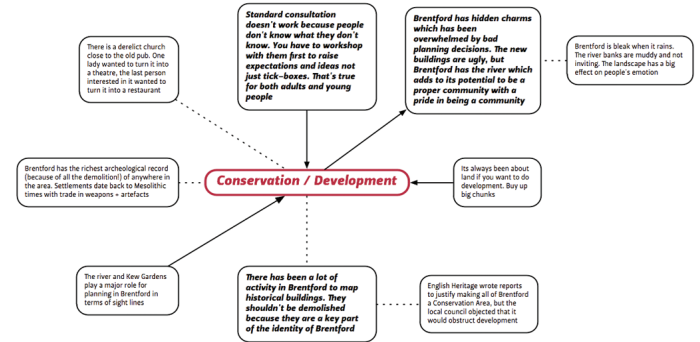 Standard consultation
doesn't work because people
don't know what they don't
know. You have to workshop
with them first to raise
expectations and ideas not
just tick-boxes. That's true
for both adults and young
people
Brentford has hidden charms
which has been
overwhelmed by bad
planning decisions. The new
buildings are ugly, but
Brentford has the river which
adds to its potential to be a
proper community with a
pride in being a community
There is a derelict church
close to the old pub. One
lady wanted to turn it into
a theatre, the last person
interested in it wanted to
turn it into a restaurant
Brentford is bleak when it rains.
The river banks are muddy and not
inviting. The landscape has a big
effect on people's emotion
Brentford has the richest archeological record
(because of all the demolition!) of anywhere in
the area. Settlements date back to Mesolithic
times with trade in weapons + artefacts
Conservation / Development
Its always been about
land if you want to do
development. Buy up
big chunks
The river and Kew Gardens
play a major role for
planning in Brentford in
terms of sight lines
There has been a lot of
activity in Brentford to map
historical buildings. They
shouldn't be demolished
because they are a key part
of the identity of Brentford
English Heritage wrote reports
to justify making all of Brentford
a Conservation Area, but the
local council objected that it
would obstruct development